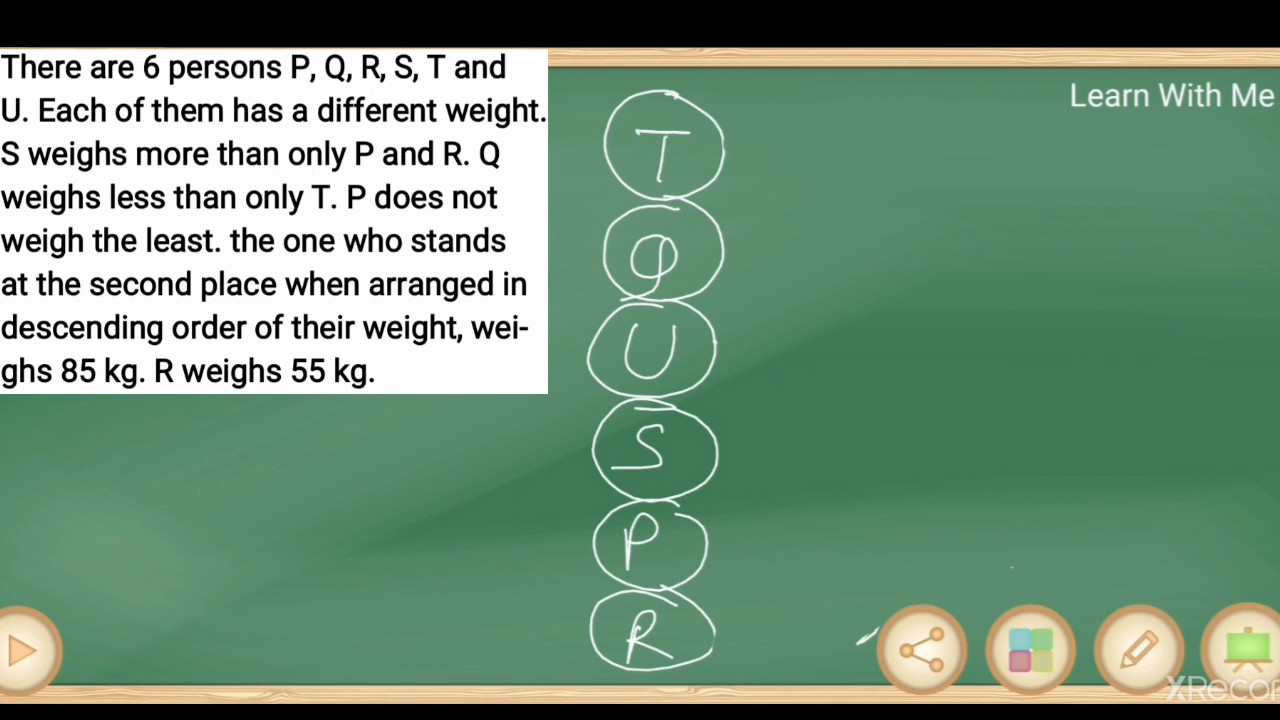 There are 6 persons P, Q, R, S, T and
U. Each of them has a different weight.
S weighs more than only P and R. Q
weighs less than only T. P does not
weigh the least. the one who stands
at the second place when arranged in
descending order of their weight, wei-
ghs 85 kg. R weighs 55 kg.
Learn With Me
T
Q
U
S
P
R
XRecor